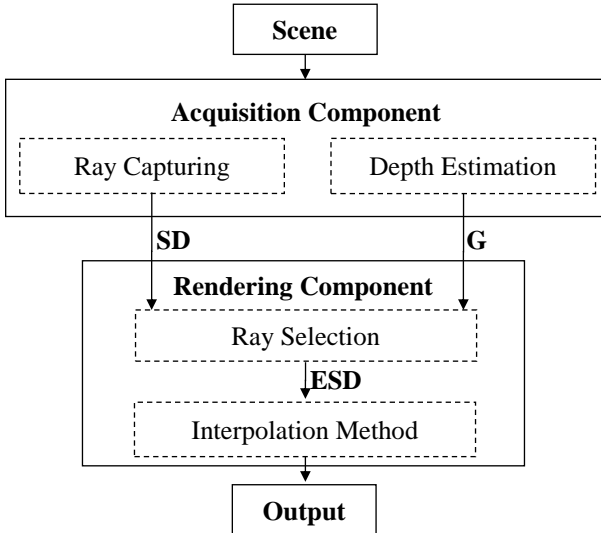 Scene
Acquisition Component
Ray Capturing
Depth Estimation
SD
G
Rendering Component
Ray Selection
ESD
Interpolation Method
Output